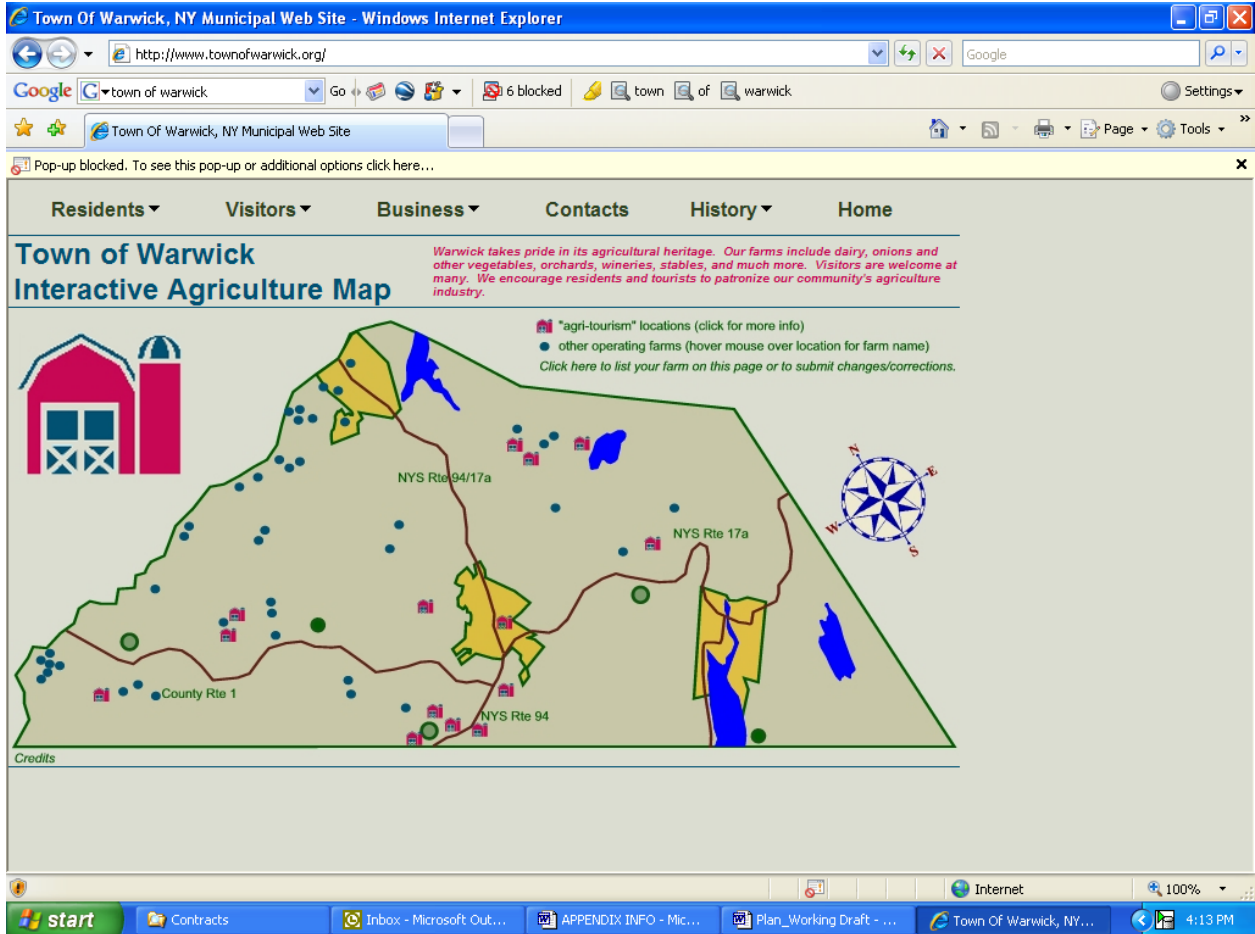 Town Of Warwick, NY Municipal Web Site - Windows Internet Explorer
http://www.townofwarwick.org/
Google
Google G town of warwick Go 6 blocked town of warwick Settings
Town Of Warwick, NY Municipal Web Site
Page Tools »
Pop-up blocked. To see this pop-up or additional options click here...
Residents Visitors Business Contacts History Home
Town of Warwick
Interactive Agriculture Map
Warwick takes pride in its agricultural heritage. Our farms include dairy, onions and
other vegetables, orchards, wineries, stables, and much more. Visitors are welcome at
many. We encourage residents and tourists to patronize our community's agriculture
industry.
"agri-tourism" locations (click for more info)
other operating farms (hover mouse over location for farm name)
Click here to list your farm on this page or to submit changes/corrections.
N
E
W
S
NYS Rte 94/17a
NYS Rte 17a
County Rte 1
NYS Rte 94
Credits
Internet
100%
start
Contracts
Inbox - Microsoft Out...
APPENDIX INFO - Mic...
Plan_Working Draft - ...
Town Of Warwick, NY...
4:13 PM